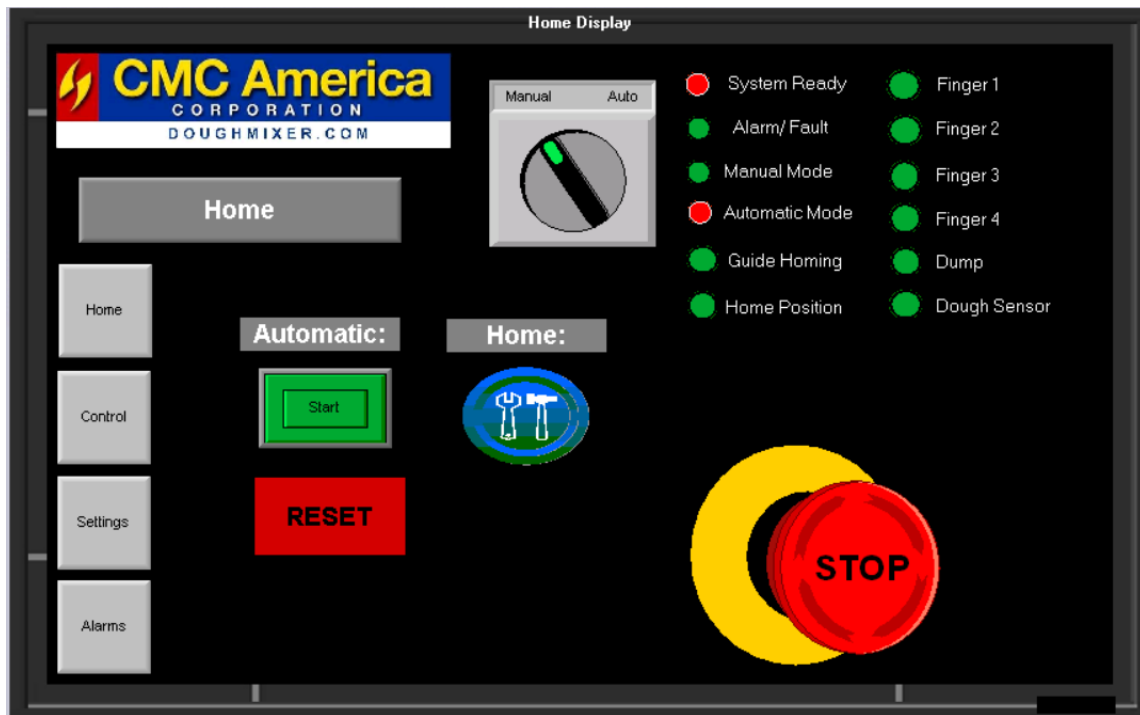 Home Display
CMC America
CORPORATION
DOUGHMIXER.COM
Manual Auto
System Ready
Alarm/ Fault
Manual Mode
Automatic Mode
Guide Homing
Home Position
Finger 1
Finger 2
Finger 3
Finger 4
Dump
Dough Sensor
Home
Home
Control
Settings
Alarms
Automatic:
Start
RESET
Home:
STOP